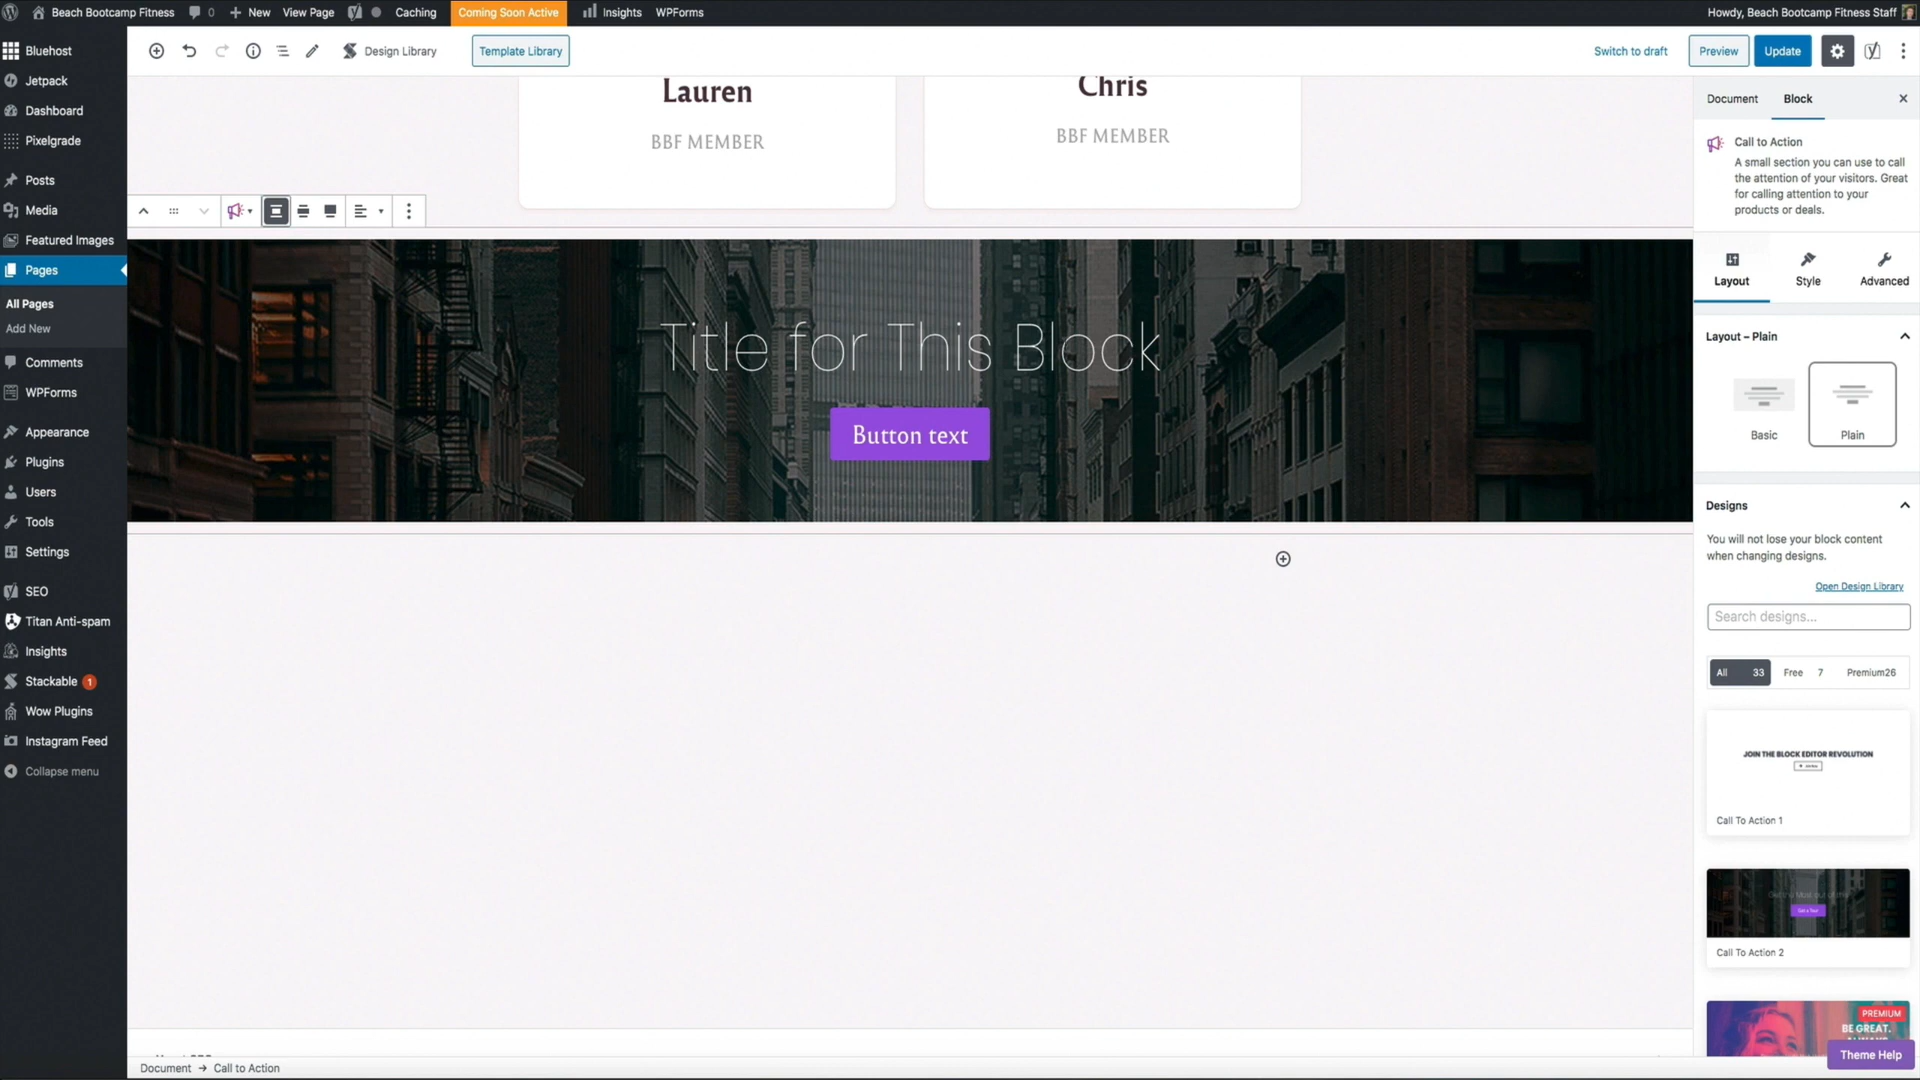 Beach Bootcamp Fitness 0 New View Page Caching Coming Soon Active Insights WPForms Howdy, Beach Bootcamp Fitness Staff
Bluehost
Jetpack
Dashboard
Pixelgrade
Posts
Media
Featured Images
Pages
All Pages
Add New
Comments
WPForms
Appearance
Plugins
Users
Tools
Settings
SEO
Titan Anti-spam
Insights
Stackable 1
Wow Plugins
Instagram Feed
Collapse menu
Design Library Template Library Switch to draft Preview Update
Lauren
BBF MEMBER
Chris
BBF MEMBER
Title for This Block
Button text
Document → Call to Action
Document Block
Call to Action
A small section you can use to call
the attention of your visitors. Great
for calling attention to your
products or deals.
Layout Style Advanced
Layout – Plain
Basic Plain
Designs
You will not lose your block content
when changing designs.
Open Design Library
Search designs...
All 33 Free 7 Premium26
JOIN THE BLOCK EDITOR REVOLUTION
Call To Action 1
Call To Action 2
PREMIUM
BE GREAT.
Theme Help